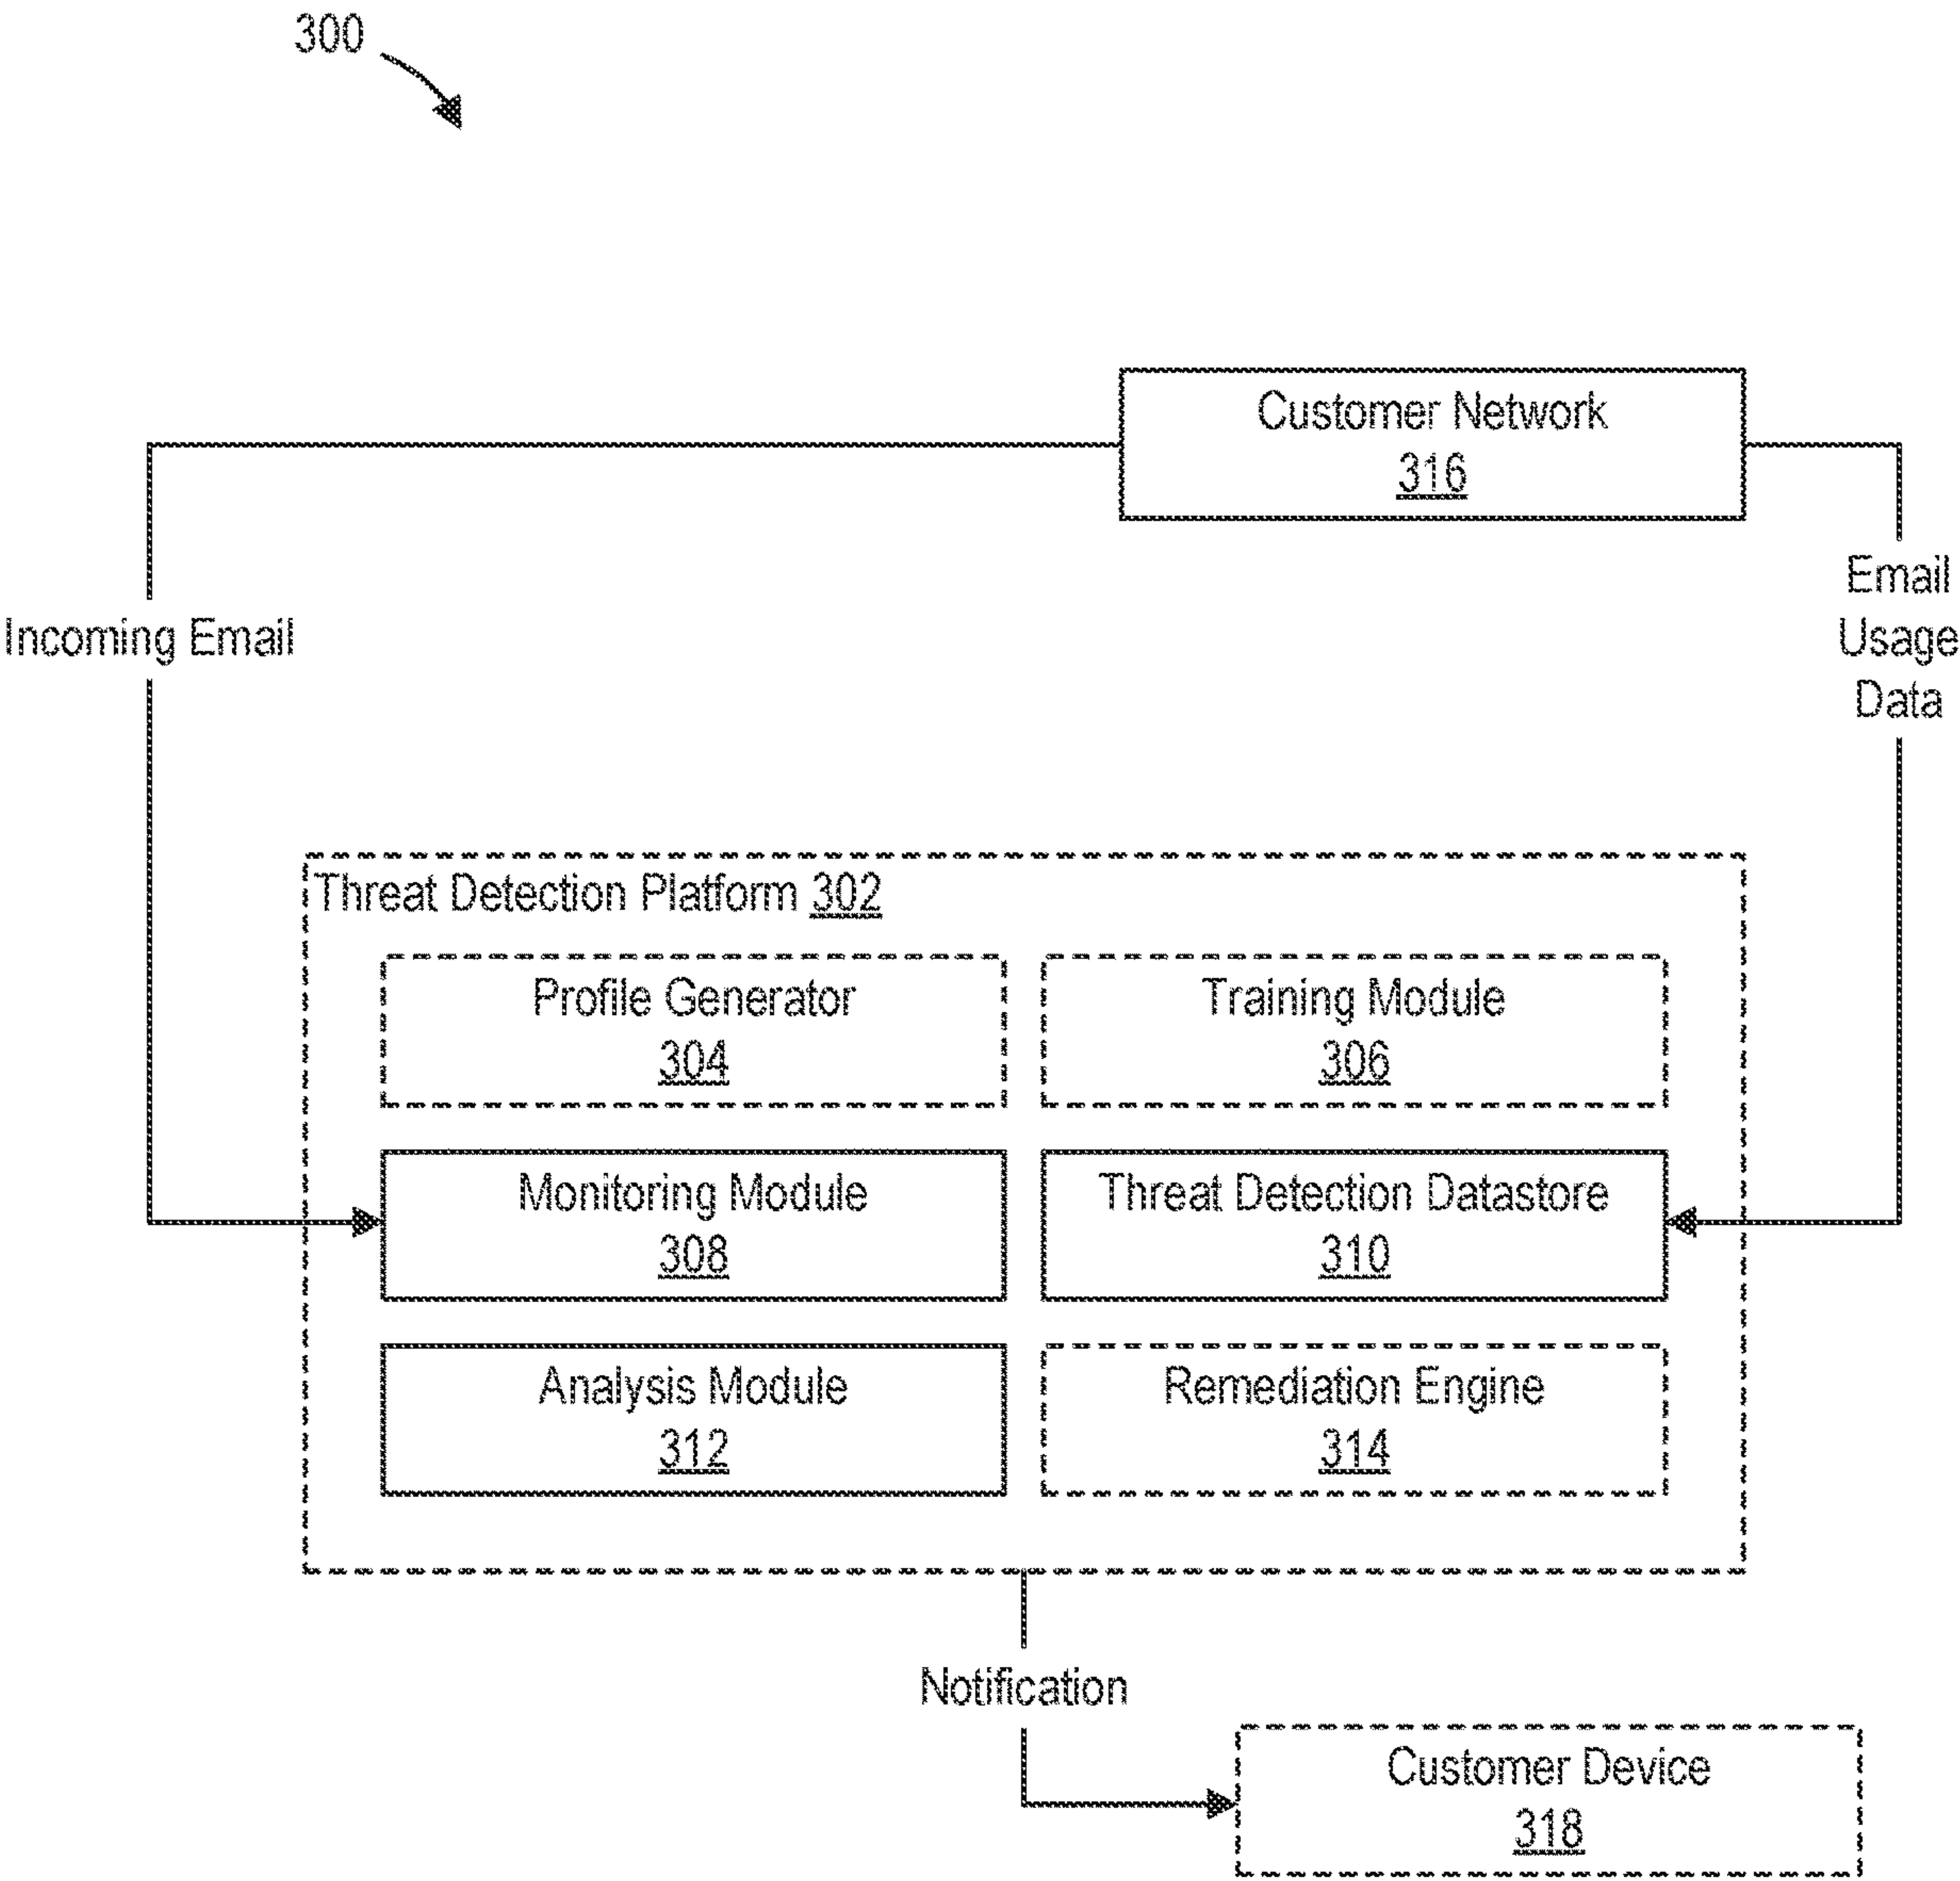 300
Customer Network
316
Incoming Email
Email
Usage
Data
Threat Detection Platform 302
Profile Generator
304
Training Module
306
Monitoring Module
308
Threat Detection Datastore
310
Analysis Module
312
Remediation Engine
314
Notification
Customer Device
318